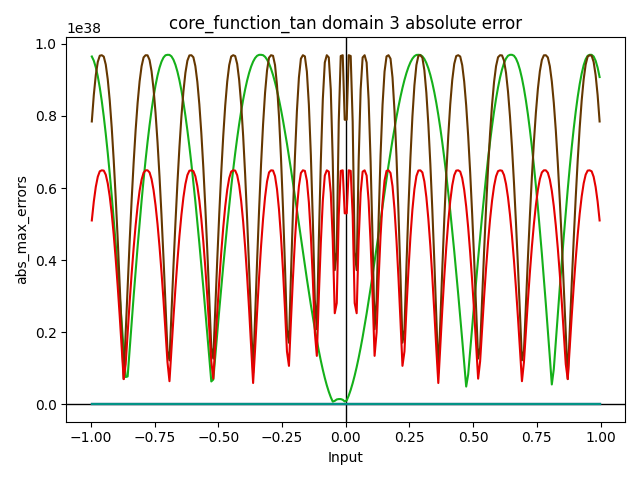 core_function_tan domain 3 absolute error
1e38
1.0
0.8
0.6
0.4
0.2
0.0
abs_max_errors
−1.00 −0.75 −0.50 −0.25 0.00 0.25 0.50 0.75 1.00
Input